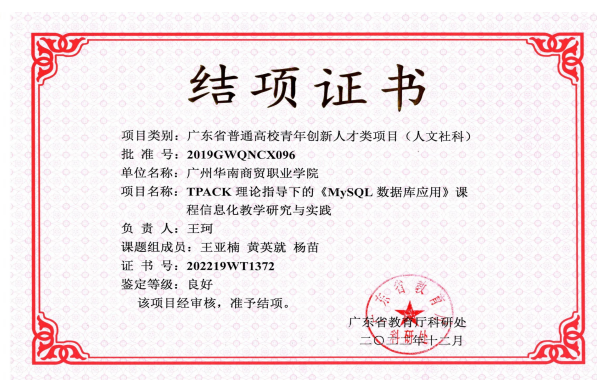 结项证书
项目类别：广东省普通高校青年创新人才类项目（人文社科）
批 准 号：2019GWQNCX096
单位名称：广州华南商贸职业学院
项目名称：TPACK 理论指导下的《MySQL 数据库应用》课
程信息化教学研究与实践
负 责 人：王珂
课题组成员：王亚楠 黄英就 杨苗
证 书 号：202219WT1372
鉴定等级：良好
该项目经审核，准予结项。
广东省教育厅科研处
二〇二二年十二月